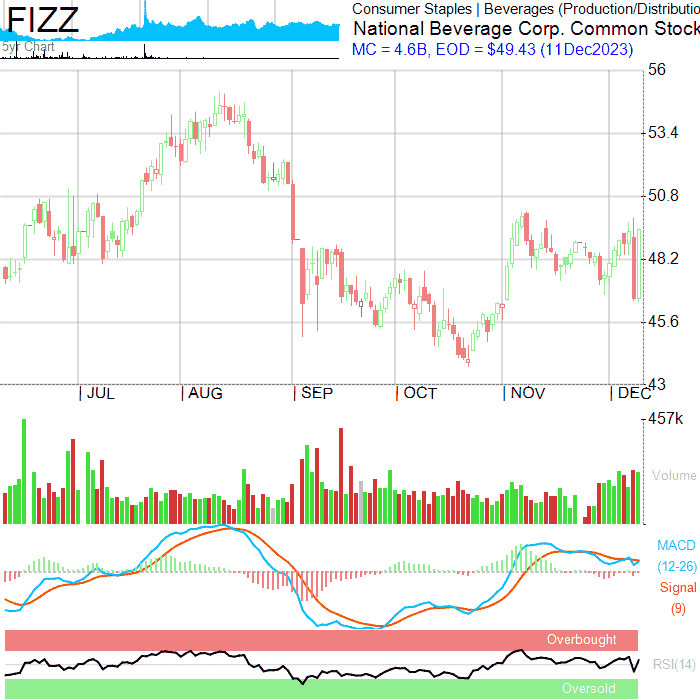 FIZZ
5yr Chart
Consumer Staples | Beverages (Production/Distributio
National Beverage Corp. Common Stock
MC = 4.6B, EOD = $49.43 (11Dec2023)
56
53.4
50.8
48.2
45.6
43
| JUL | AUG | SEP | OCT | NOV | DEC
457k
Volume
MACD
(12-26)
Signal
(9)
Overbought
RSI(14)
Oversold